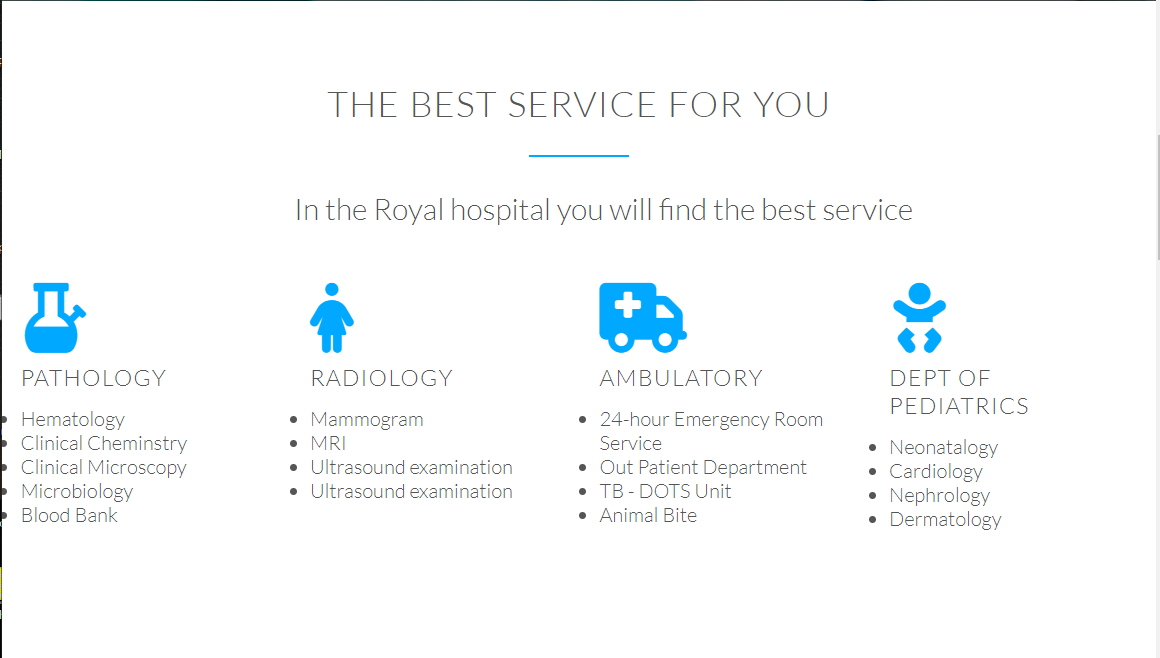 THE BEST SERVICE FOR YOU
In the Royal hospital you will find the best service
PATHOLOGY
Hematology
Clinical Cheminstry
Clinical Microscopy
Microbiology
Blood Bank
RADIOLOGY
Mammogram
MRI
Ultrasound examination
Ultrasound examination
AMBULATORY
24-hour Emergency Room
Service
Out Patient Department
TB - DOTS Unit
Animal Bite
DEPT OF
PEDIATRICS
Neonatalogy
Cardiology
Nephrology
Dermatology